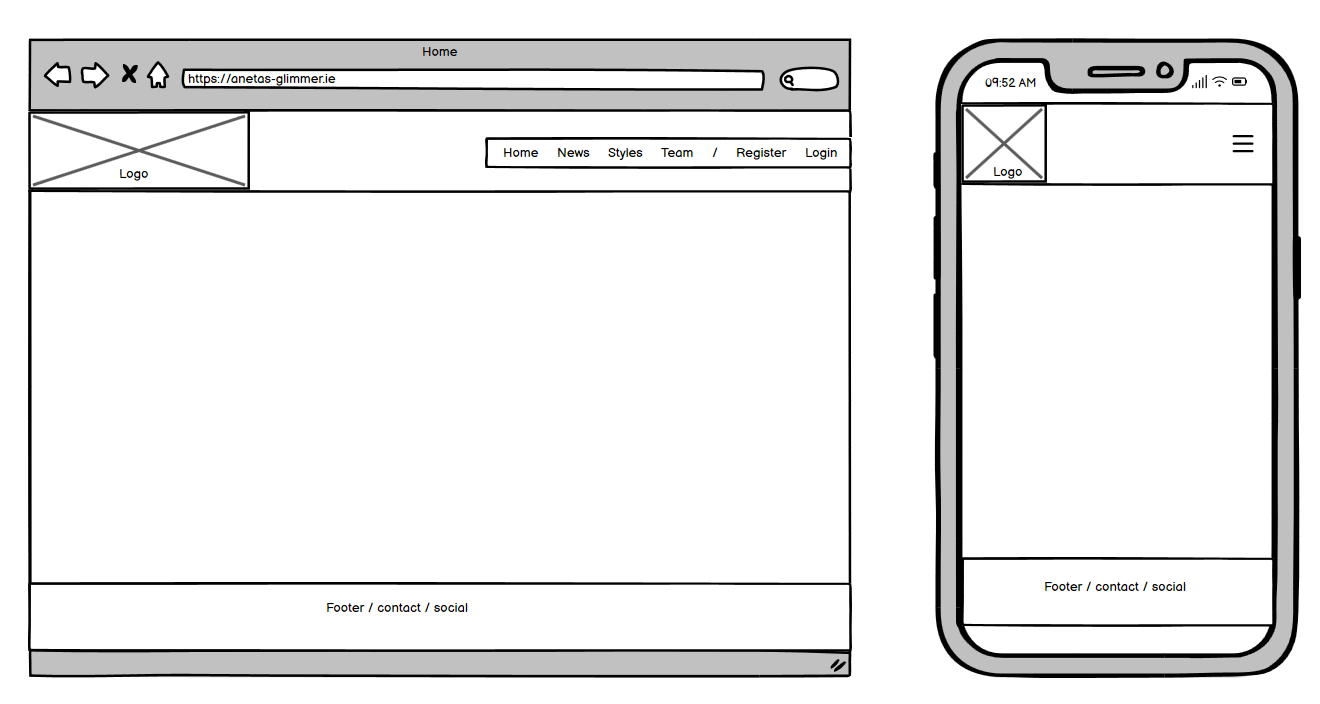 Home
https://anetas-glimmer.ie
Logo
Home News Styles Team / Register Login
Footer / contact / social
09:52 AM
Logo
Footer / contact / social